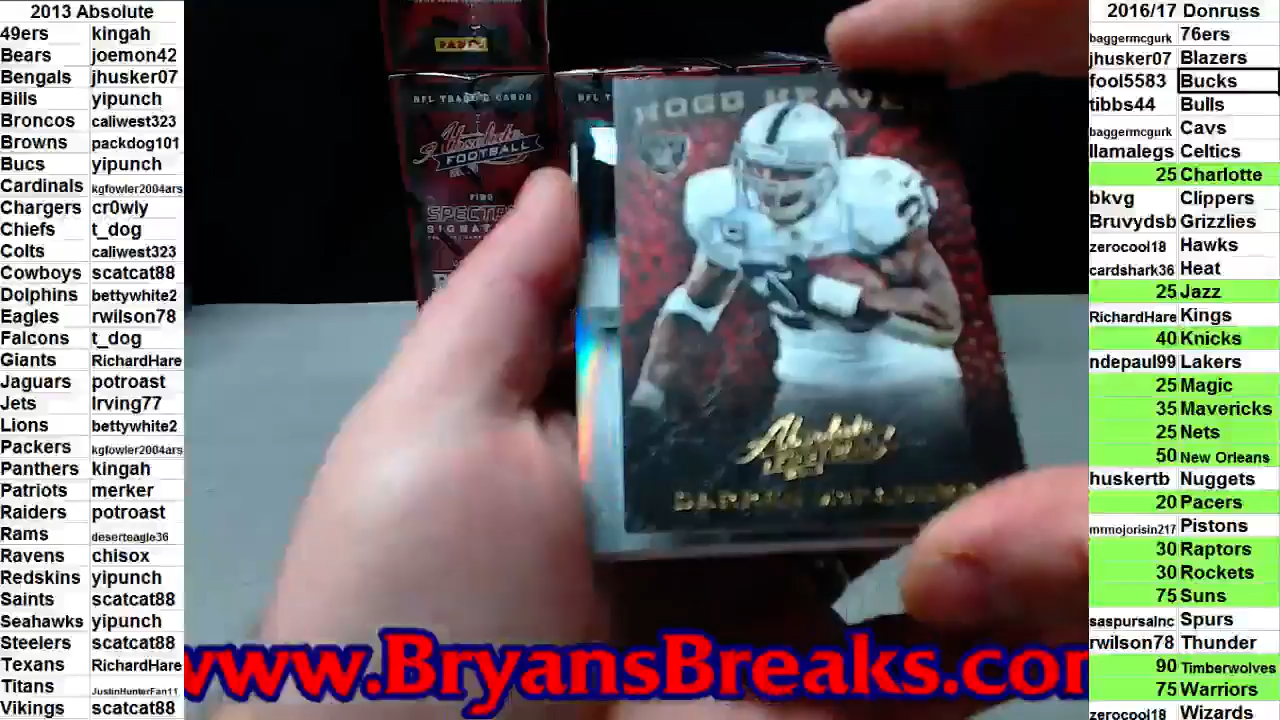 2013 Absolute
49ers kingah
Bears joemon42
Bengals jhusker07
Bills yipunch
Broncos caliwest323
Browns packdog101
Bucs yipunch
Cardinals kgfowler2004ars
Chargers cr0wly
Chiefs t_dog
Colts caliwest323
Cowboys scatcat88
Dolphins bettywhite2
Eagles rwilson78
Falcons t_dog
Giants RichardHare
Jaguars potroast
Jets Irving77
Lions bettywhite2
Packers kgfowler2004ars
Panthers kingah
Patriots merker
Raiders potroast
Rams deserteagle36
Ravens chisox
Redskins yipunch
Saints scatcat88
Seahawks yipunch
Steelers scatcat88
Texans RichardHare
Titans JustinHunterFan11
Vikings scatcat88
PANINI
NFL TRADING CARDS
Absolute
FOOTBALL
FIND
NFL
Absolute
www.BryansBreaks.com
2016/17 Donruss
baggermcgurk 76ers
jhusker07 Blazers
fool5583 Bucks
tibbs44 Bulls
baggermcgurk Cavs
llamalegs Celtics
25 Charlotte
bkvg Clippers
Bruvydsb Grizzlies
zerocool18 Hawks
cardshark36 Heat
25 Jazz
RichardHare Kings
40 Knicks
ndepaul99 Lakers
25 Magic
35 Mavericks
25 Nets
50 New Orleans
huskertb Nuggets
20 Pacers
mrmojorisin217 Pistons
30 Raptors
30 Rockets
75 Suns
saspursainc Spurs
rwilson78 Thunder
90 Timberwolves
75 Warriors
zerocool18 Wizards